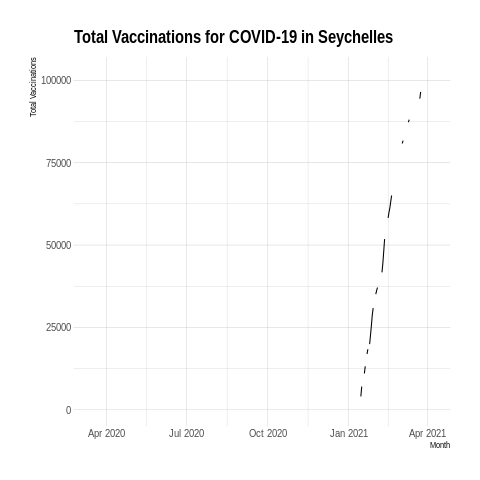 Total Vaccinations for COVID-19 in Seychelles
Total Vaccinations
100000
75000
50000
25000
0
Apr 2020 Jul 2020 Oct 2020 Jan 2021 Apr 2021
Month